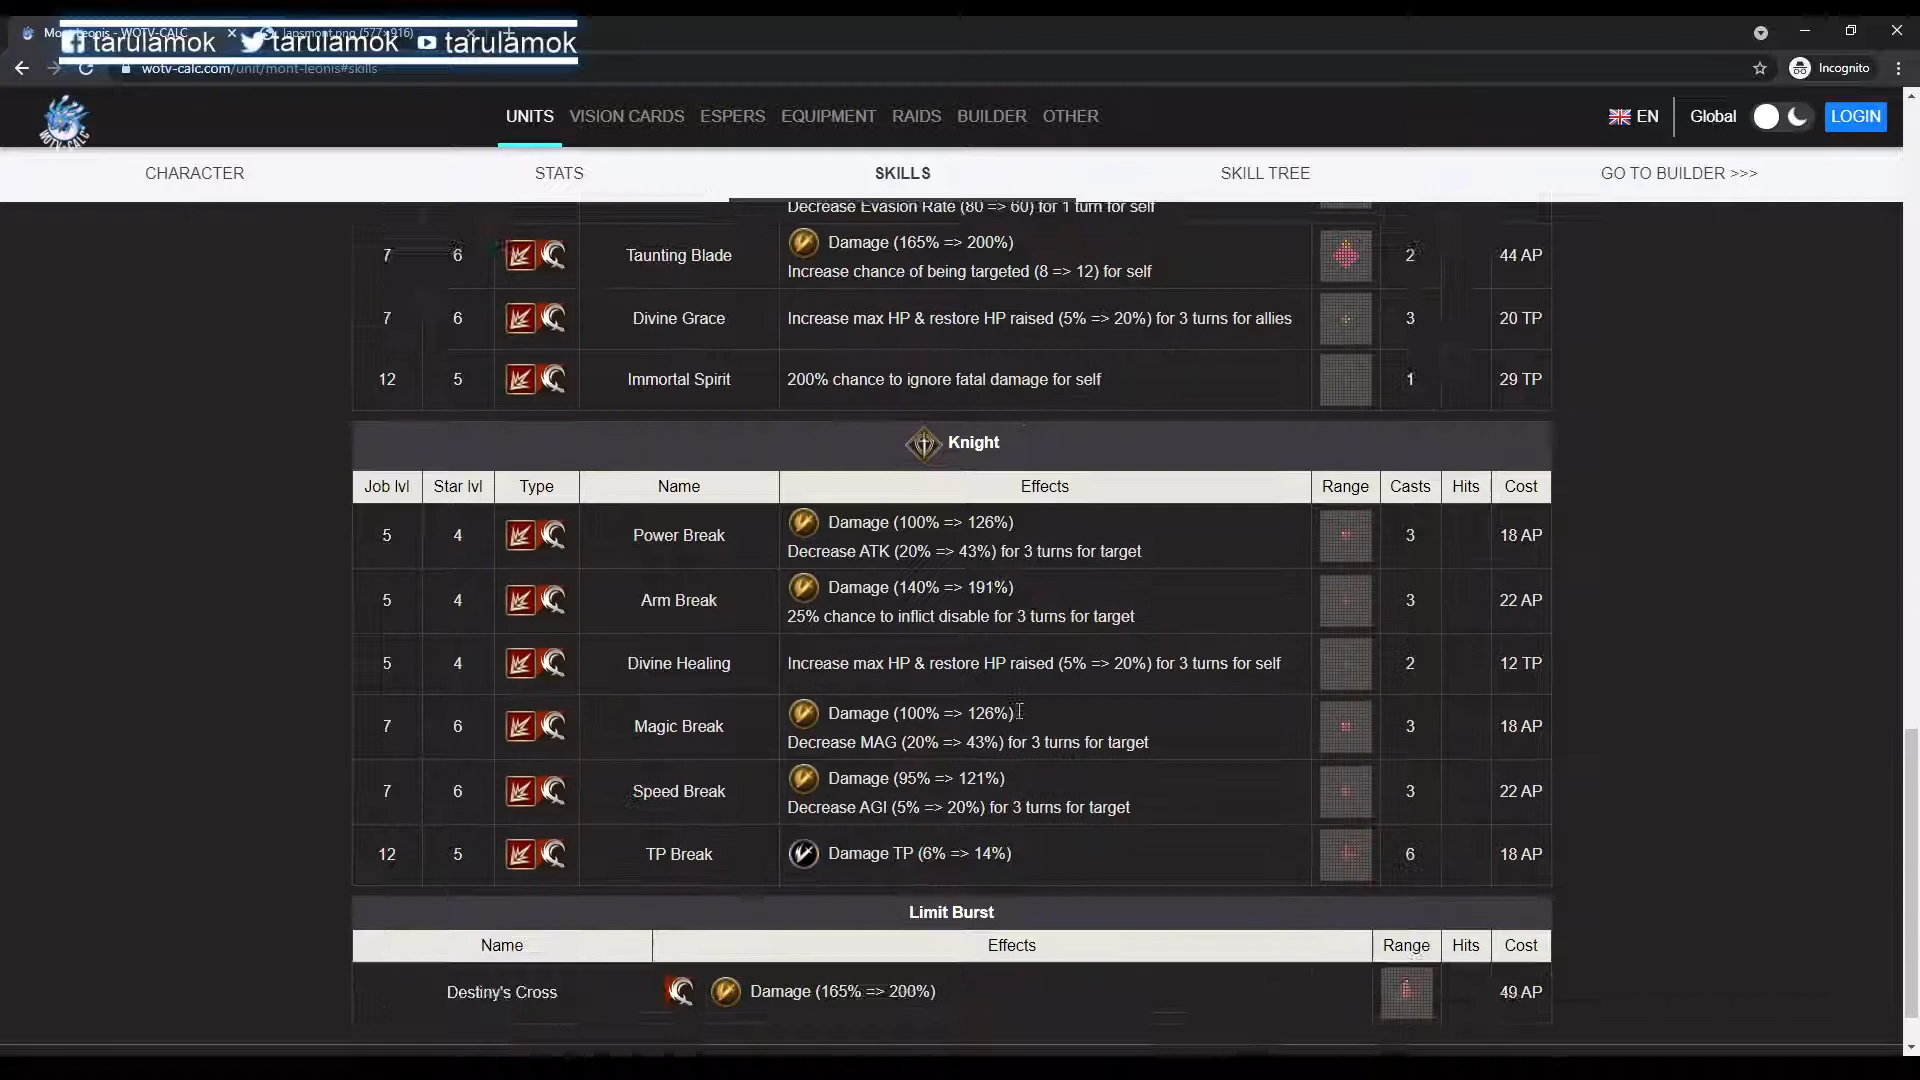 Mont Leonis - WOTV-CALC
lansmont.png (577×916)
tarulamok tarulamok tarulamok
wotv-calc.com/unit/mont-leonis#skills
Incognito
WOTV-CALC
UNITS VISION CARDS ESPERS EQUIPMENT RAIDS BUILDER OTHER
EN Global LOGIN
CHARACTER STATS SKILLS SKILL TREE GO TO BUILDER >>>
Decrease Evasion Rate (80 => 60) for 1 turn for self
7 6 Taunting Blade Damage (165% => 200%) 2 44 AP
Increase chance of being targeted (8 => 12) for self
7 6 Divine Grace Increase max HP & restore HP raised (5% => 20%) for 3 turns for allies 3 20 TP
12 5 Immortal Spirit 200% chance to ignore fatal damage for self 1 29 TP
Knight
Job lvl Star lvl Type Name Effects Range Casts Hits Cost
5 4 Power Break Damage (100% => 126%) 3 18 AP
Decrease ATK (20% => 43%) for 3 turns for target
5 4 Arm Break Damage (140% => 191%) 3 22 AP
25% chance to inflict disable for 3 turns for target
5 4 Divine Healing Increase max HP & restore HP raised (5% => 20%) for 3 turns for self 2 12 TP
7 6 Magic Break Damage (100% => 126%) 3 18 AP
Decrease MAG (20% => 43%) for 3 turns for target
7 6 Speed Break Damage (95% => 121%) 3 22 AP
Decrease AGI (5% => 20%) for 3 turns for target
12 5 TP Break Damage TP (6% => 14%) 6 18 AP
Limit Burst
Name Effects Range Hits Cost
Destiny's Cross Damage (165% => 200%) 49 AP